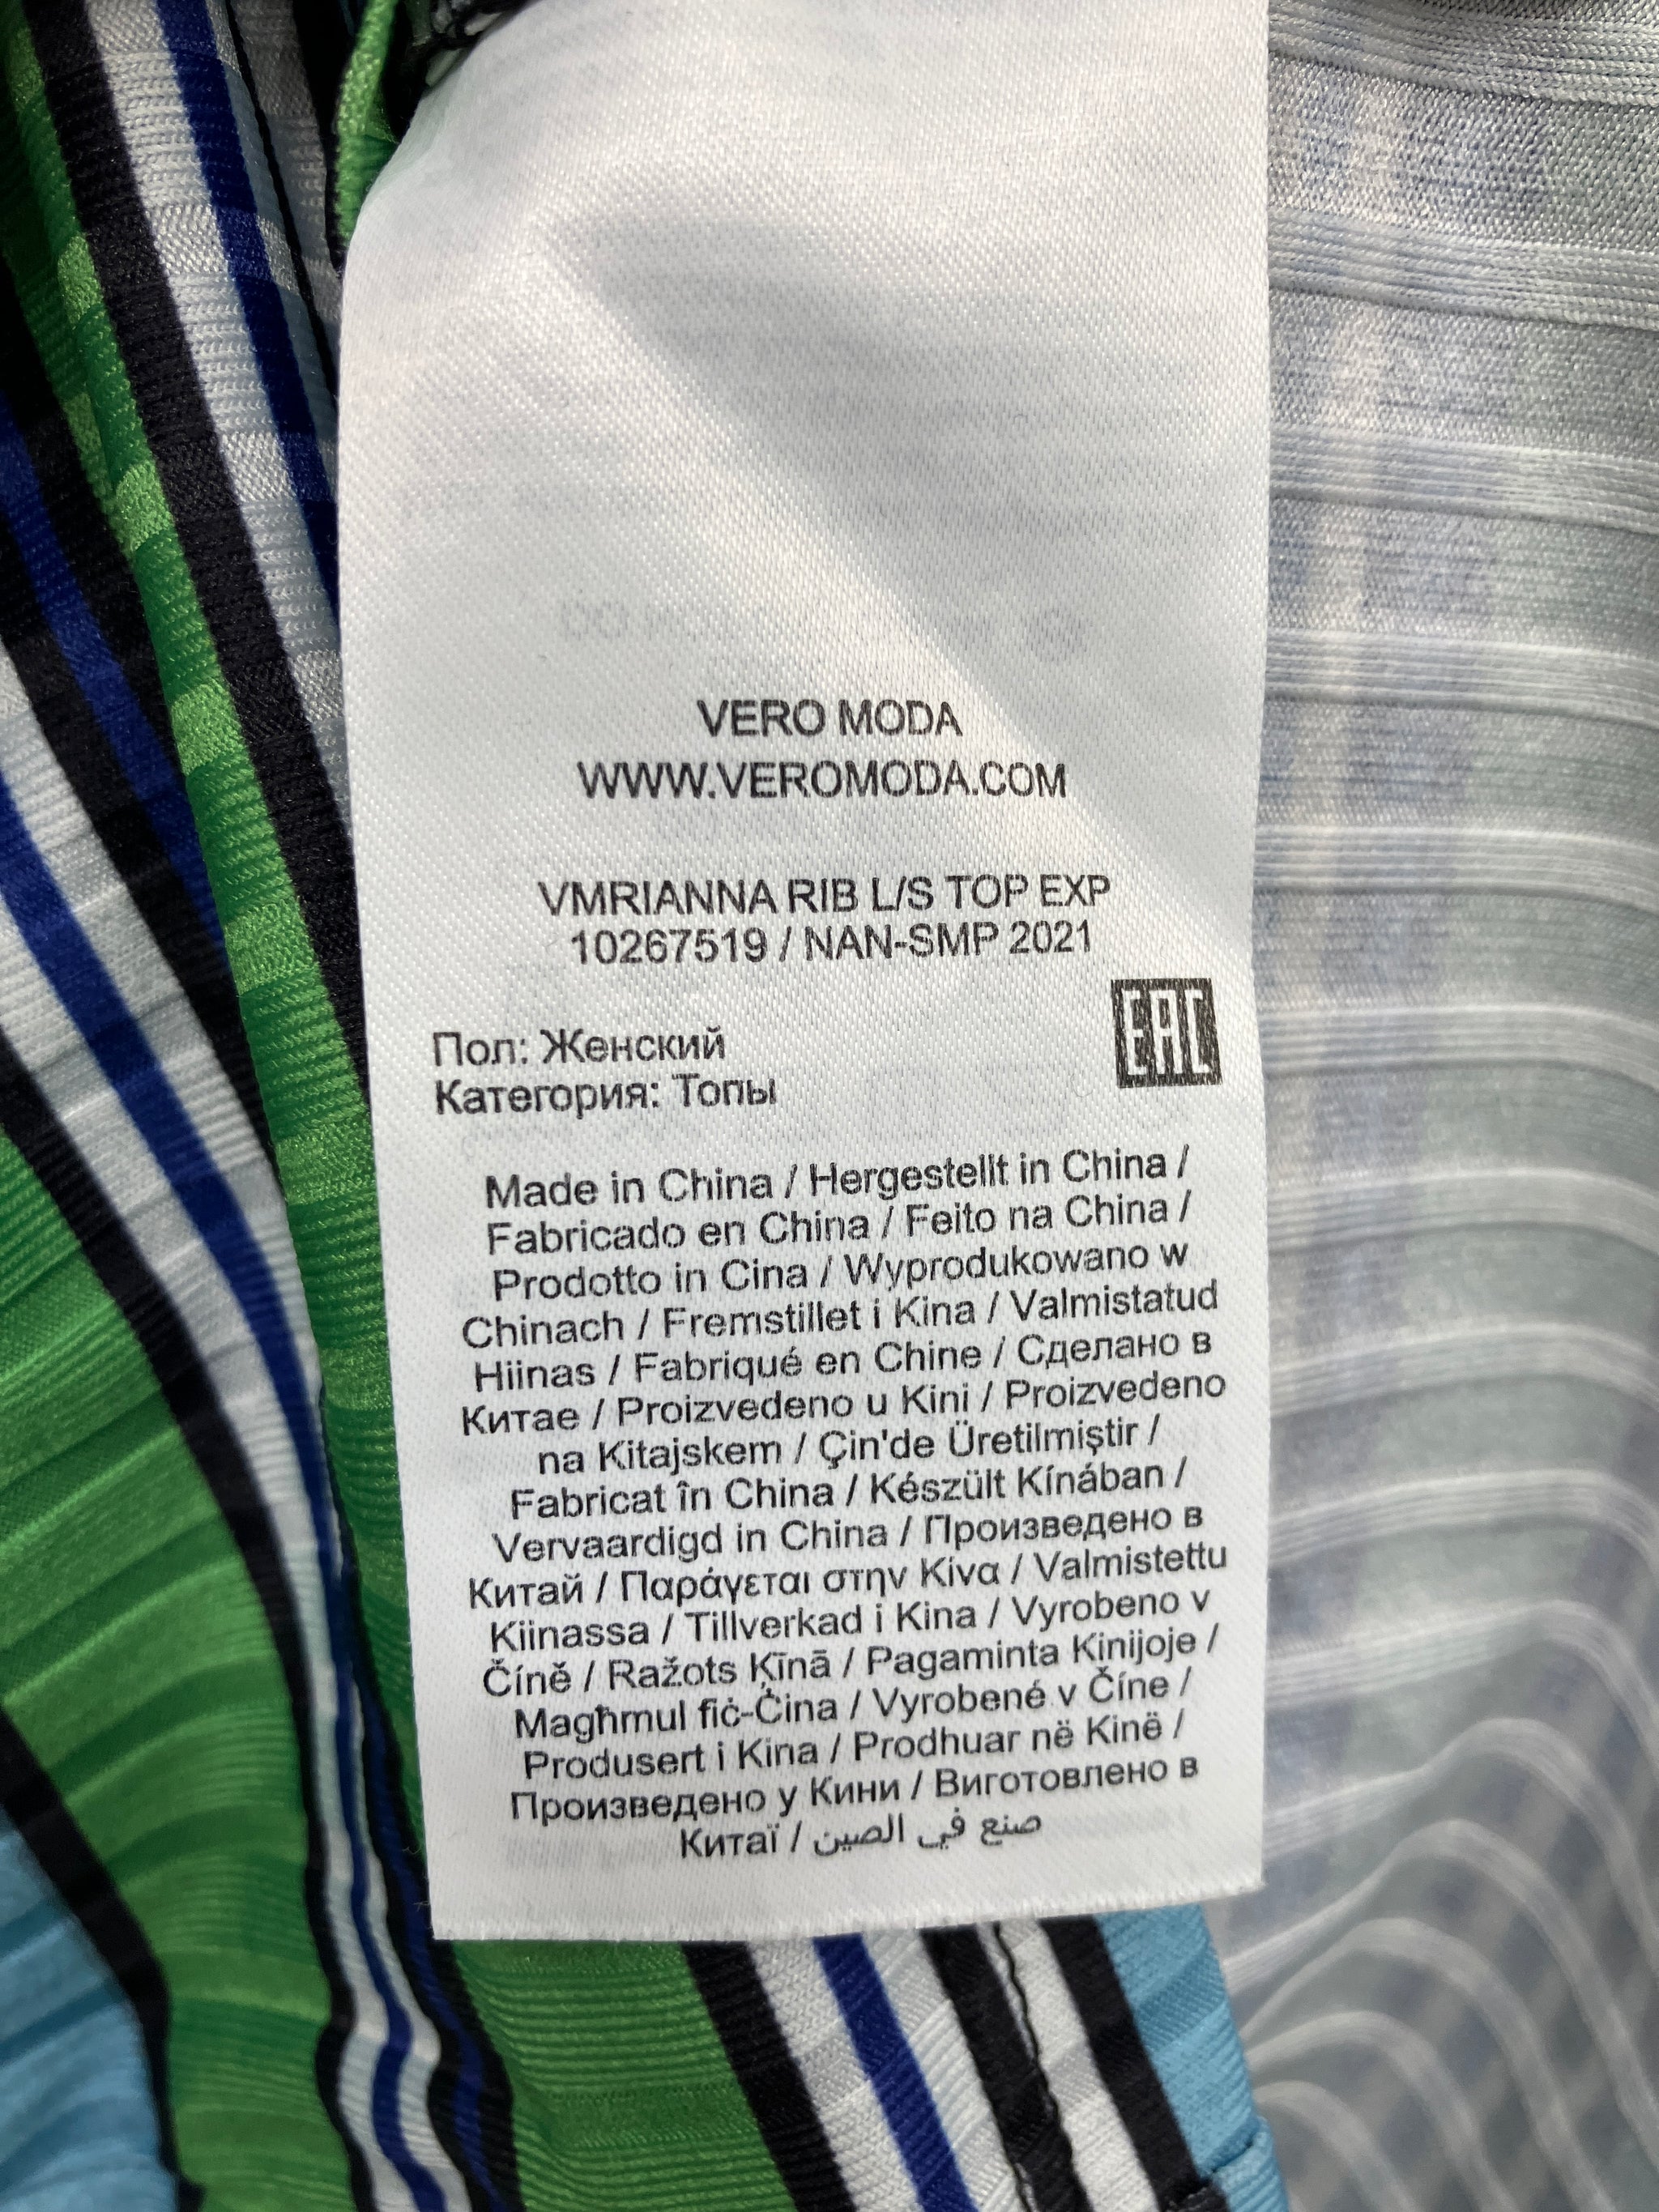 VERO MODA
WWW.VEROMODA.COM
VMRIANNA RIB L/S TOP EXP
10267519 / NAN-SMP 2021
EAC
Пол: Женский
Категория: Топы
Made in China / Hergestellt in China /
Fabricado en China / Feito na China /
Prodotto in Cina / Wyprodukowano w
Chinach / Fremstillet i Kina / Valmistatud
Hiinas / Fabriqué en Chine / Сделано в
Китае / Proizvedeno u Kini / Proizvedeno
na Kitajskem / Çin'de Üretilmiştir /
Fabricat în China / Készült Kínában /
Vervaardigd in China / Произведено в
Китай / Παράγεται στην Κίνα / Valmistettu
Kiinassa / Tillverkad i Kina / Vyrobeno v
Číně / Ražots Ķīnā / Pagaminta Kinijoje /
Magħmul fiċ-Ċina / Vyrobené v Číne /
Produsert i Kina / Prodhuar në Kinë /
Произведено у Кини / Виготовлено в
Китаї / صنع في الصين